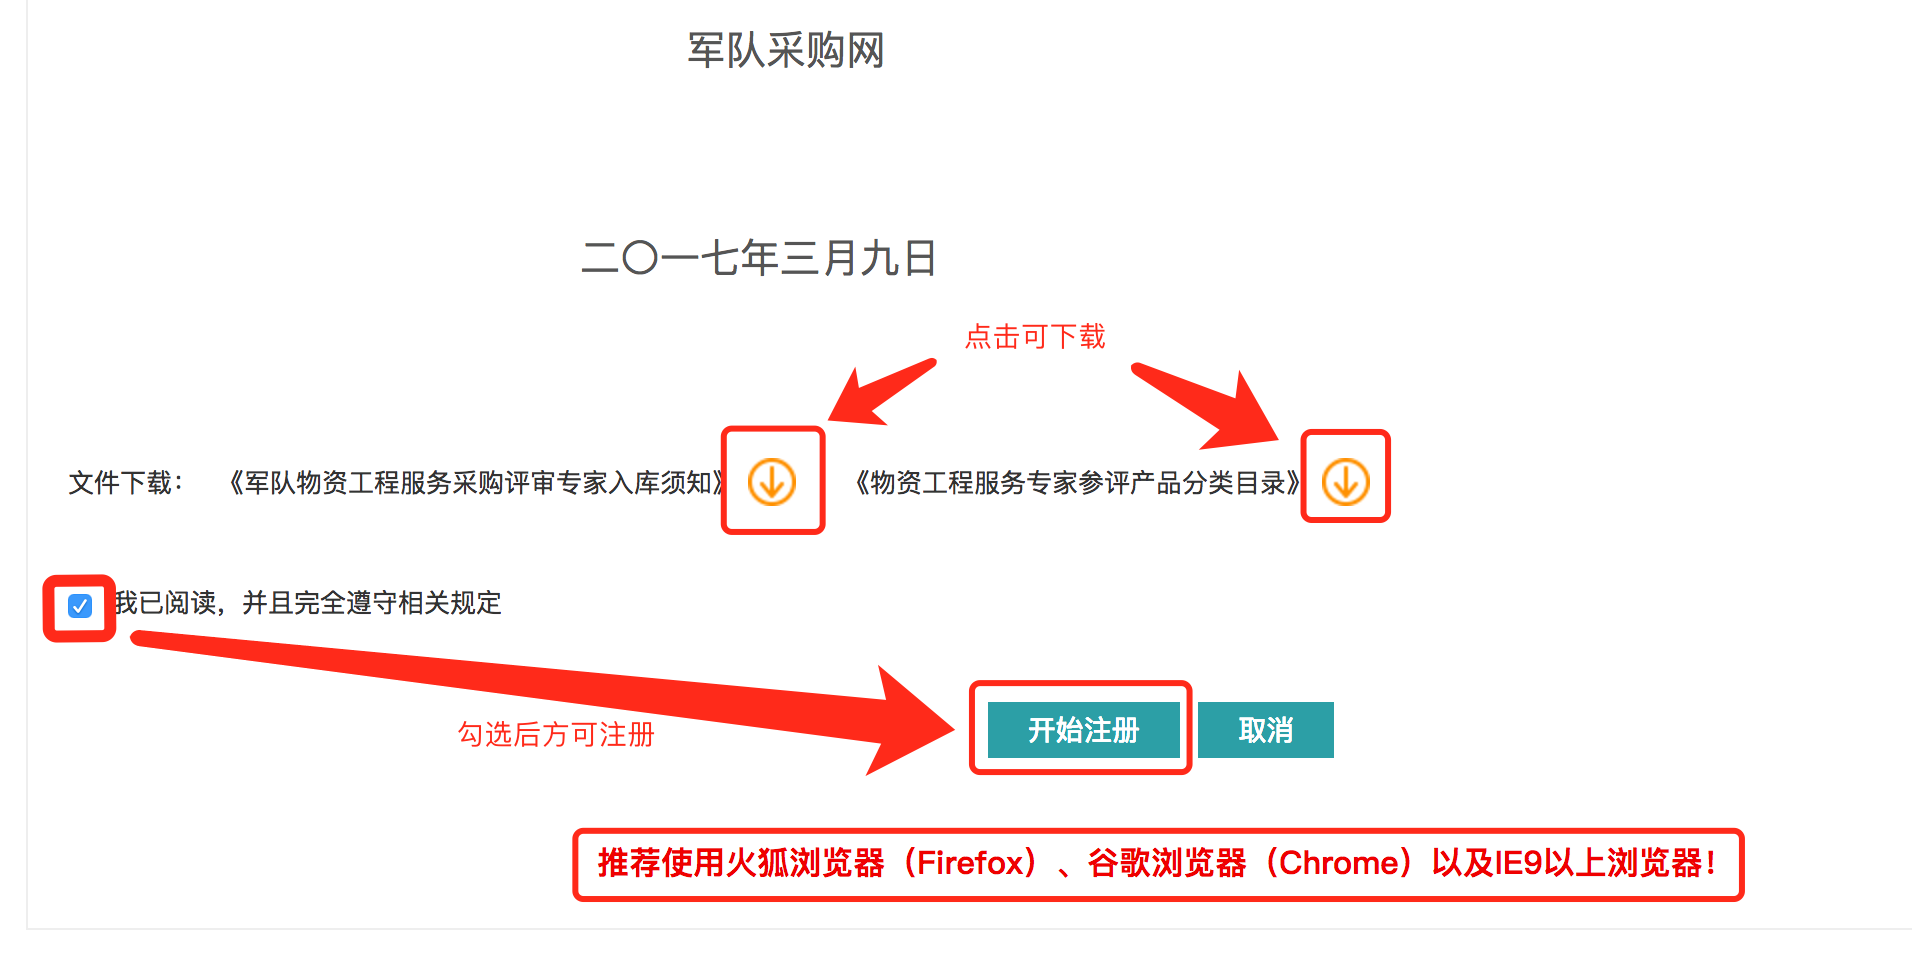 军队采购网
二〇一七年三月九日
点击可下载
文件下载： 《军队物资工程服务采购评审专家入库须知》 《物资工程服务专家参评产品分类目录》
我已阅读，并且完全遵守相关规定
勾选后方可注册
开始注册 取消
推荐使用火狐浏览器（Firefox）、谷歌浏览器（Chrome）以及IE9以上浏览器！